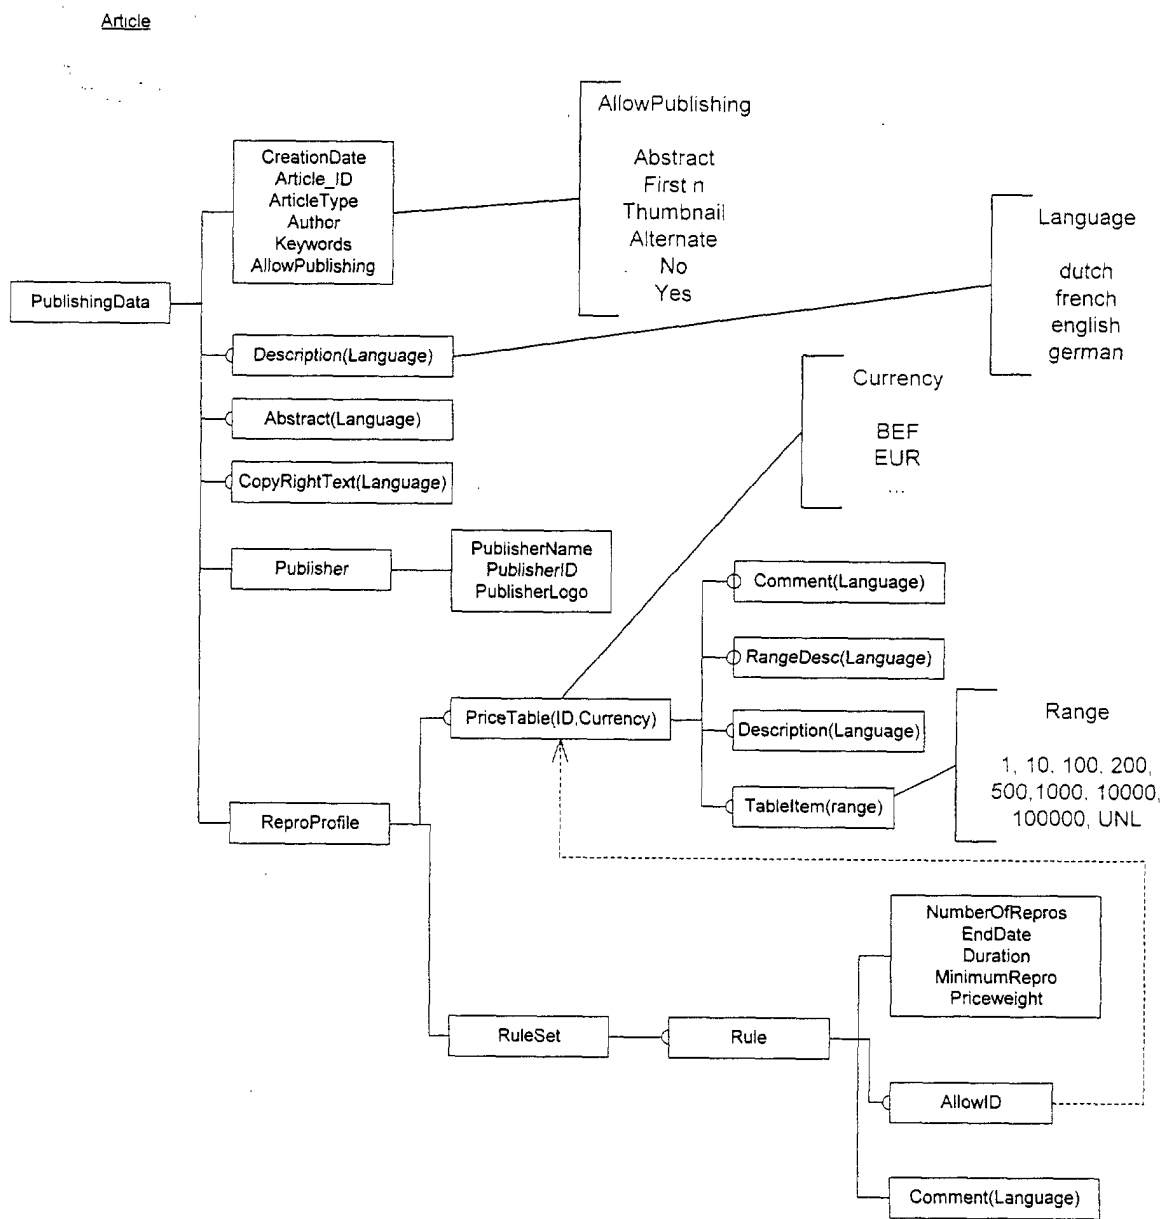 Article
AllowPublishing
Abstract
First n
Thumbnail
Alternate
No
Yes
CreationDate
Article_ID
ArticleType
Author
Keywords
AllowPublishing
Language
dutch
french
english
german
PublishingData
Description(Language)
Currency
BEF
EUR
...
Abstract(Language)
CopyRightText(Language)
Publisher
PublisherName
PublisherID
PublisherLogo
Comment(Language)
RangeDesc(Language)
PriceTable(ID,Currency)
Description(Language)
TableItem(range)
Range
1, 10. 100. 200,
500,1000. 10000,
100000, UNL
ReproProfile
NumberOfRepros
EndDate
Duration
MinimumRepro
Priceweight
RuleSet
Rule
AllowID
Comment(Language)